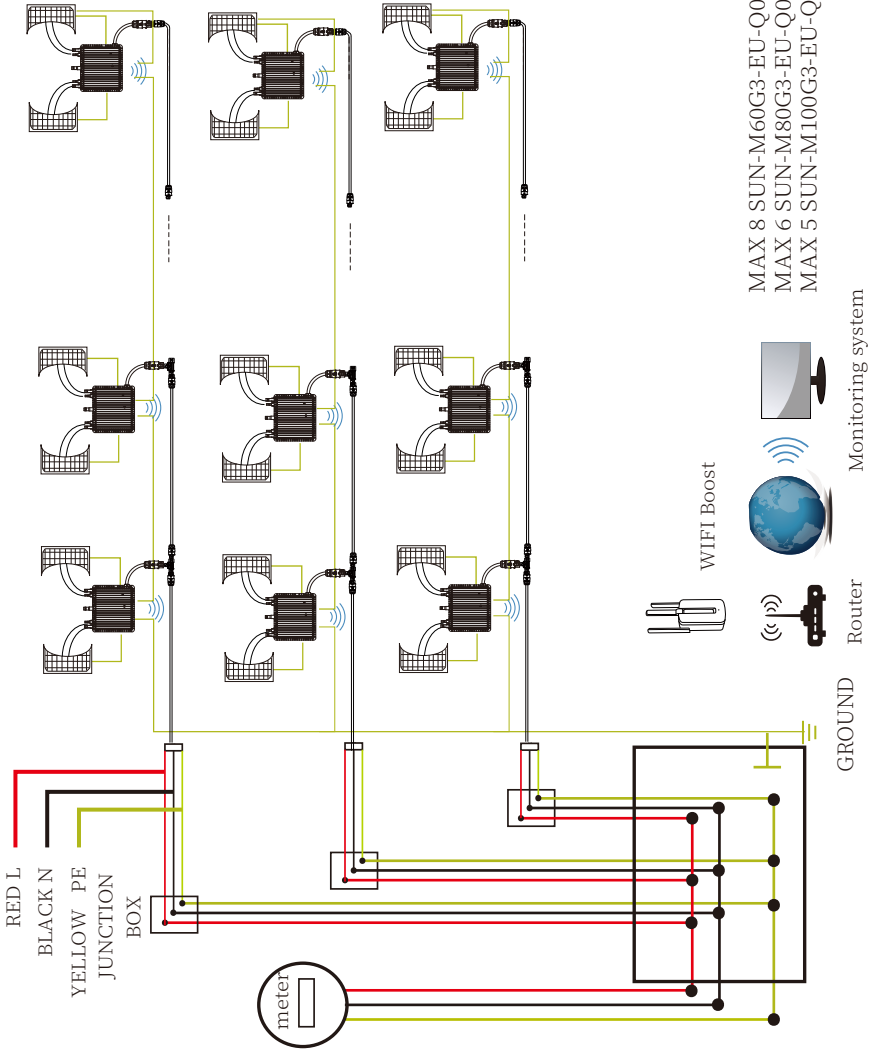 RED L
BLACK N
YELLOW PE
JUNCTION
BOX
meter
GROUND
Router
WIFI Boost
Monitoring system
MAX 8 SUN-M60G3-EU-Q0
MAX 6 SUN-M80G3-EU-Q0
MAX 5 SUN-M100G3-EU-Q